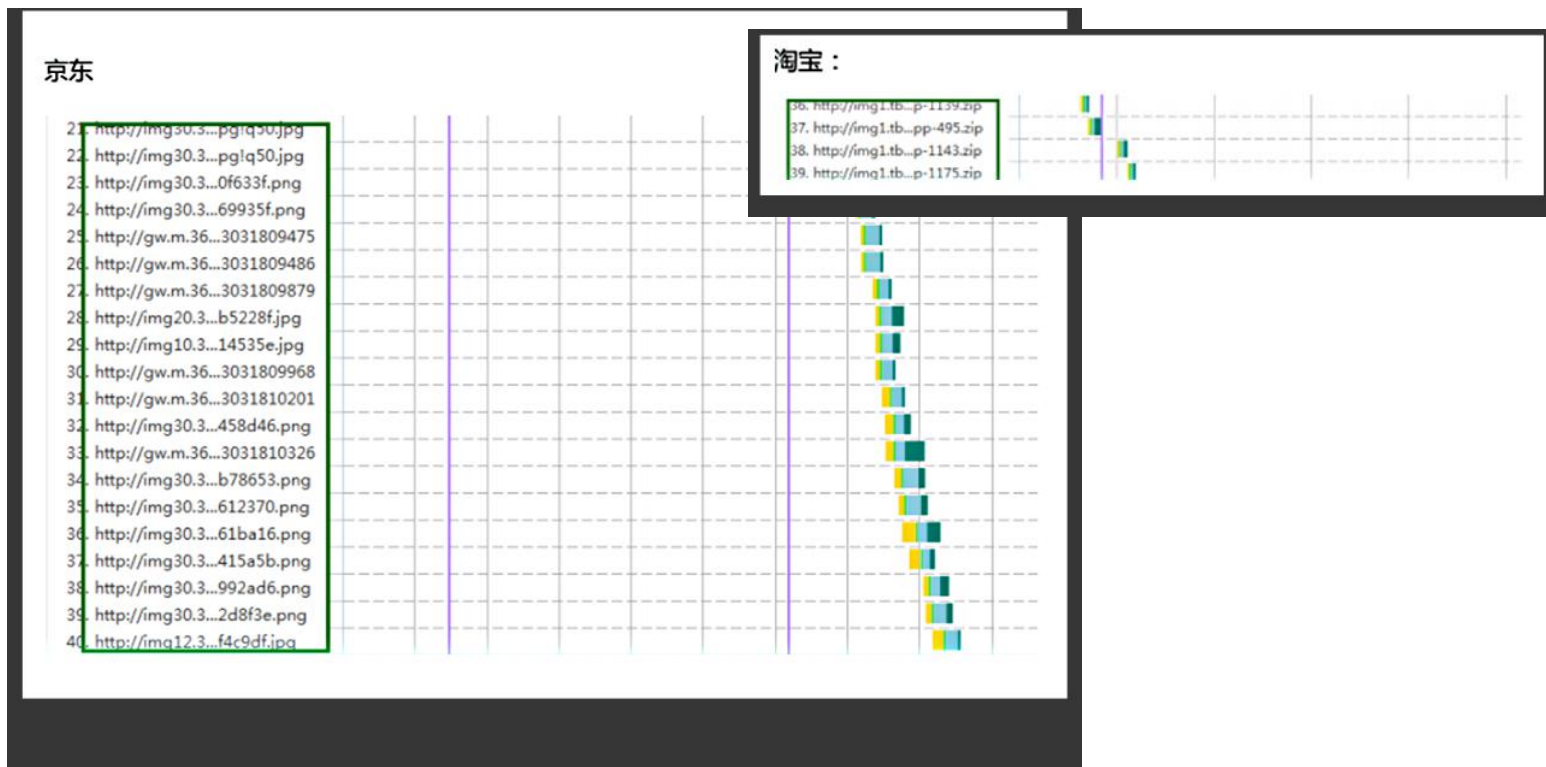 京东
21. http://img30.3...pg!q50.jpg
22. http://img30.3...pg!q50.jpg
23. http://img30.3...0f633f.png
24. http://img30.3...69935f.png
25. http://gw.m.36...3031809475
26. http://gw.m.36...3031809486
27. http://gw.m.36...3031809879
28. http://img20.3...b5228f.jpg
29. http://img10.3...14535e.jpg
30. http://gw.m.36...3031809968
31. http://gw.m.36...3031810201
32. http://img30.3...458d46.png
33. http://gw.m.36...3031810326
34. http://img30.3...b78653.png
35. http://img30.3...612370.png
36. http://img30.3...61ba16.png
37. http://img30.3...415a5b.png
38. http://img30.3...992ad6.png
39. http://img30.3...2d8f3e.png
40. http://img12.3...f4c9df.jpg
淘宝：
36. http://img1.tb...p-1139.zip
37. http://img1.tb...pp-495.zip
38. http://img1.tb...p-1143.zip
39. http://img1.tb...p-1175.zip